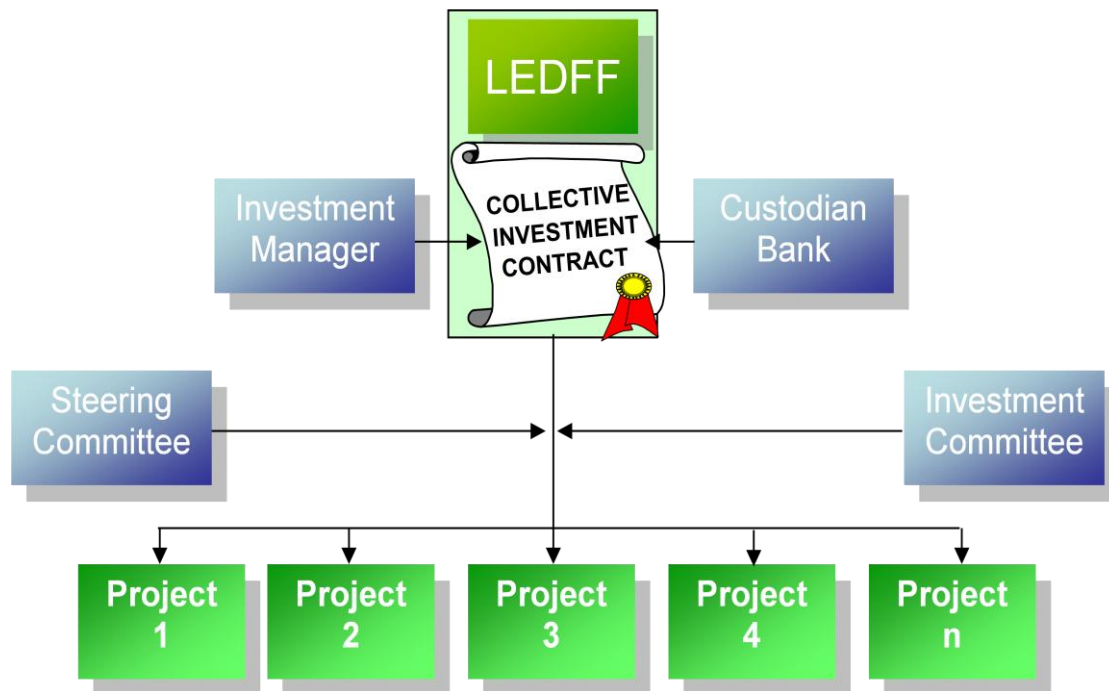 LEDFF
COLLECTIVE
INVESTMENT
CONTRACT
Investment
Manager
Custodian
Bank
Steering
Committee
Investment
Committee
Project
1
Project
2
Project
3
Project
4
Project
n